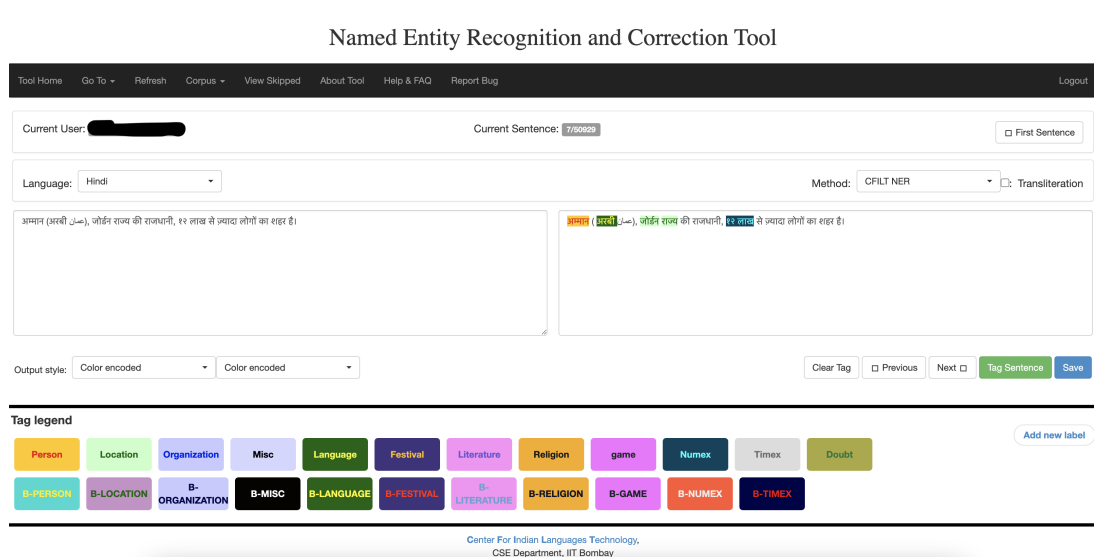 Named Entity Recognition and Correction Tool
Tool Home Go To Refresh Corpus View Skipped About Tool Help & FAQ Report Bug Logout
Current User: Current Sentence: 7/50929 First Sentence
Language: Hindi Method: CFILT NER : Transliteration
अम्मान (अरबी عمان), जोर्डन राज्य की राजधानी, १२ लाख से ज़्यादा लोगों का शहर है।
अम्मान ( अरबी عمان), जोर्डन राज्य की राजधानी, १२ लाख से ज़्यादा लोगों का शहर है।
Output style: Color encoded Color encoded Clear Tag Previous Next Tag Sentence Save
Tag legend
Add new label
Person Location Organization Misc Language Festival Literature Religion game Numex Timex Doubt
B-PERSON B-LOCATION B-ORGANIZATION B-MISC B-LANGUAGE B-FESTIVAL B-LITERATURE B-RELIGION B-GAME B-NUMEX B-TIMEX
Center For Indian Languages Technology,
CSE Department, IIT Bombay